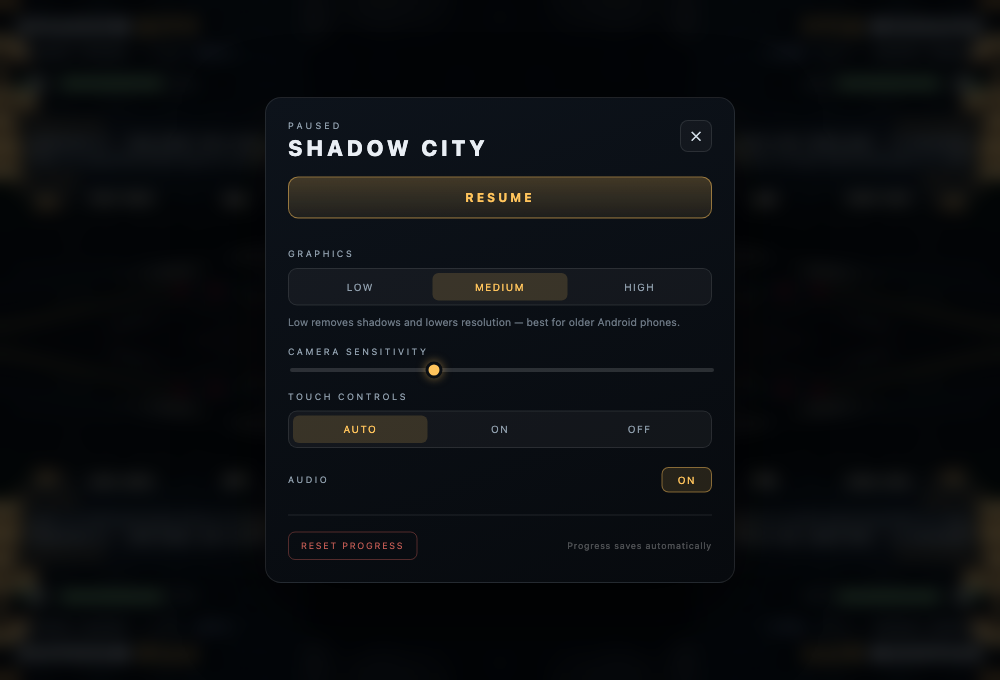 PAUSED
SHADOW CITY
RESUME
GRAPHICS
LOW MEDIUM HIGH
Low removes shadows and lowers resolution — best for older Android phones.
CAMERA SENSITIVITY
TOUCH CONTROLS
AUTO ON OFF
AUDIO ON
RESET PROGRESS Progress saves automatically